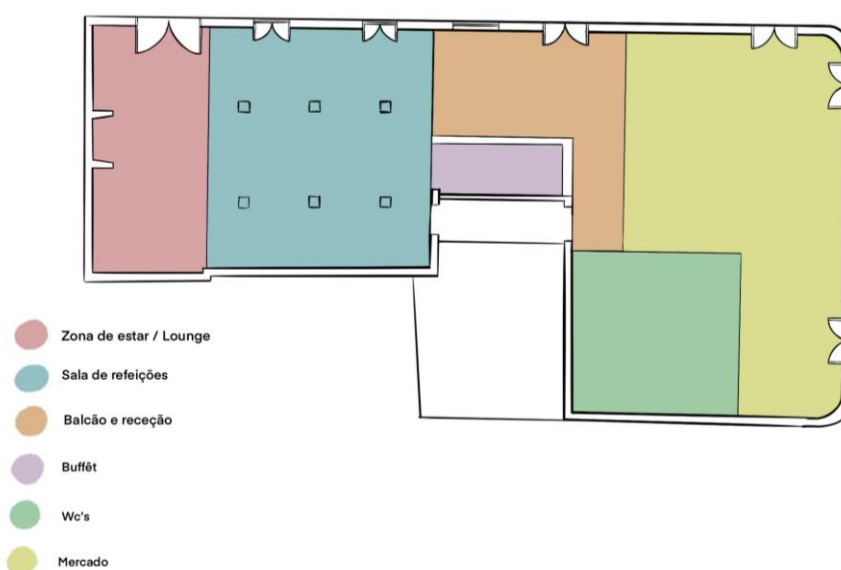 Zona de estar / Lounge
Sala de refeições
Balcão e receção
Buffêt
Wc's
Mercado